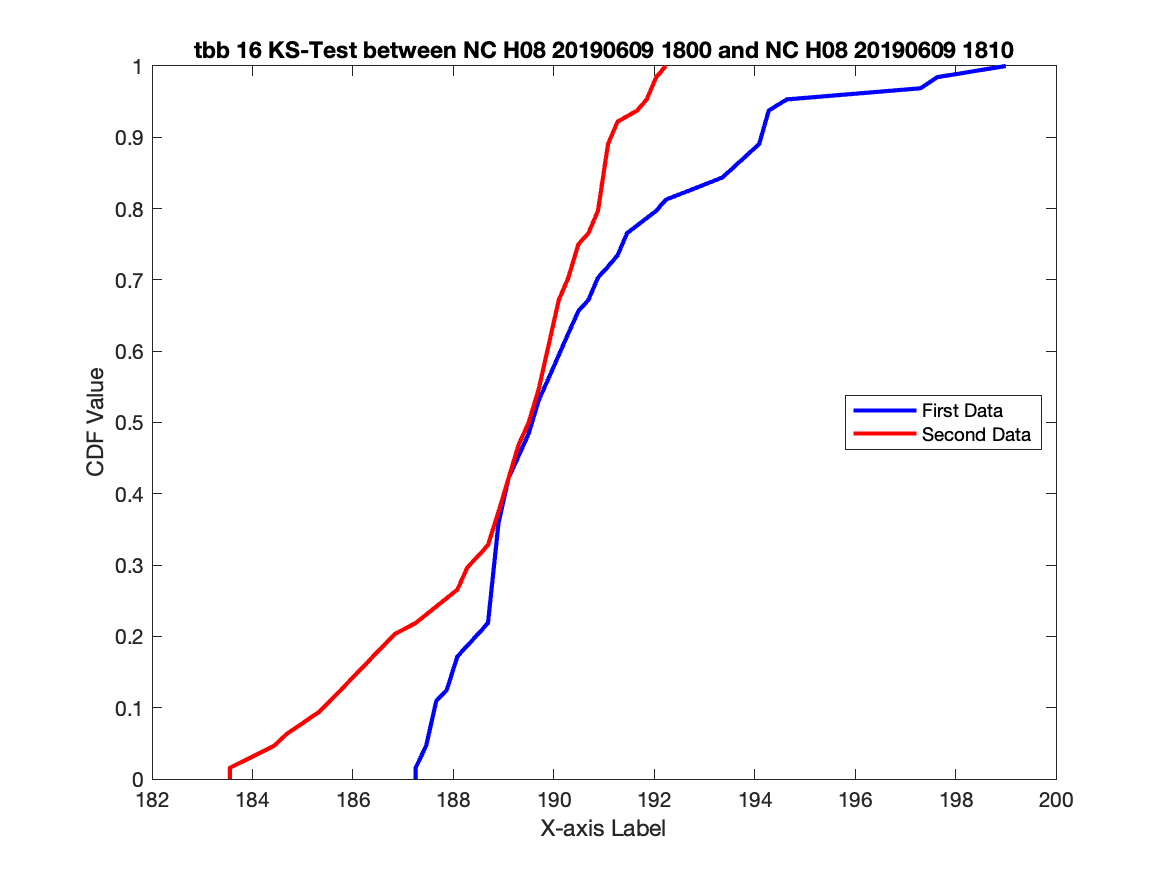 tbb 16 KS-Test between NC H08 20190609 1800 and NC H08 20190609 1810
1
0.9
0.8
0.7
0.6
0.5
0.4
0.3
0.2
0.1
0
CDF Value
First Data
Second Data
182 184 186 188 190 192 194 196 198 200
X-axis Label